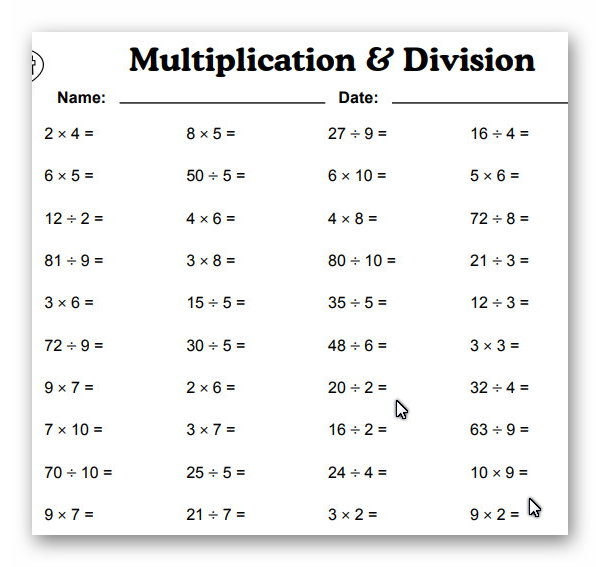 Multiplication & Division
Name: Date:
2 × 4 = 8 × 5 = 27 ÷ 9 = 16 ÷ 4 =
6 × 5 = 50 ÷ 5 = 6 × 10 = 5 × 6 =
12 ÷ 2 = 4 × 6 = 4 × 8 = 72 ÷ 8 =
81 ÷ 9 = 3 × 8 = 80 ÷ 10 = 21 ÷ 3 =
3 × 6 = 15 ÷ 5 = 35 ÷ 5 = 12 ÷ 3 =
72 ÷ 9 = 30 ÷ 5 = 48 ÷ 6 = 3 × 3 =
9 × 7 = 2 × 6 = 20 ÷ 2 = 32 ÷ 4 =
7 × 10 = 3 × 7 = 16 ÷ 2 = 63 ÷ 9 =
70 ÷ 10 = 25 ÷ 5 = 24 ÷ 4 = 10 × 9 =
9 × 7 = 21 ÷ 7 = 3 × 2 = 9 × 2 =